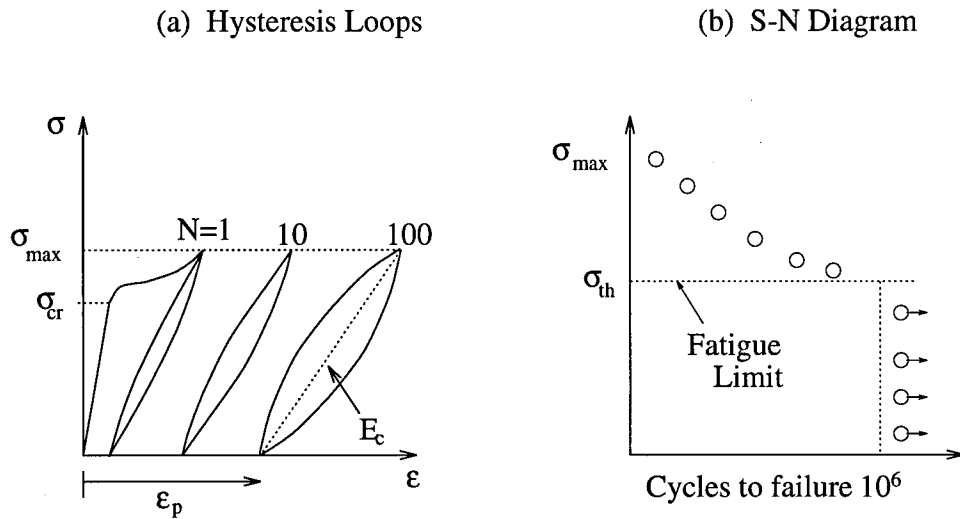 (a) Hysteresis Loops
σ
σmax
N=1
10
100
σcr
Ec
ε
εp
(b) S-N Diagram
σmax
σth
Fatigue
Limit
Cycles to failure 10⁶